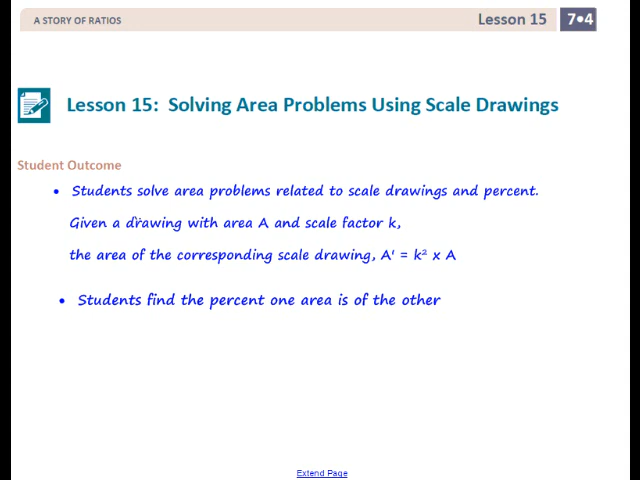 A STORY OF RATIOS
Lesson 15
7•4
Lesson 15: Solving Area Problems Using Scale Drawings
Student Outcome
• Students solve area problems related to scale drawings and percent.
Given a drawing with area A and scale factor k,
the area of the corresponding scale drawing, A' = k² x A
• Students find the percent one area is of the other
Extend Page